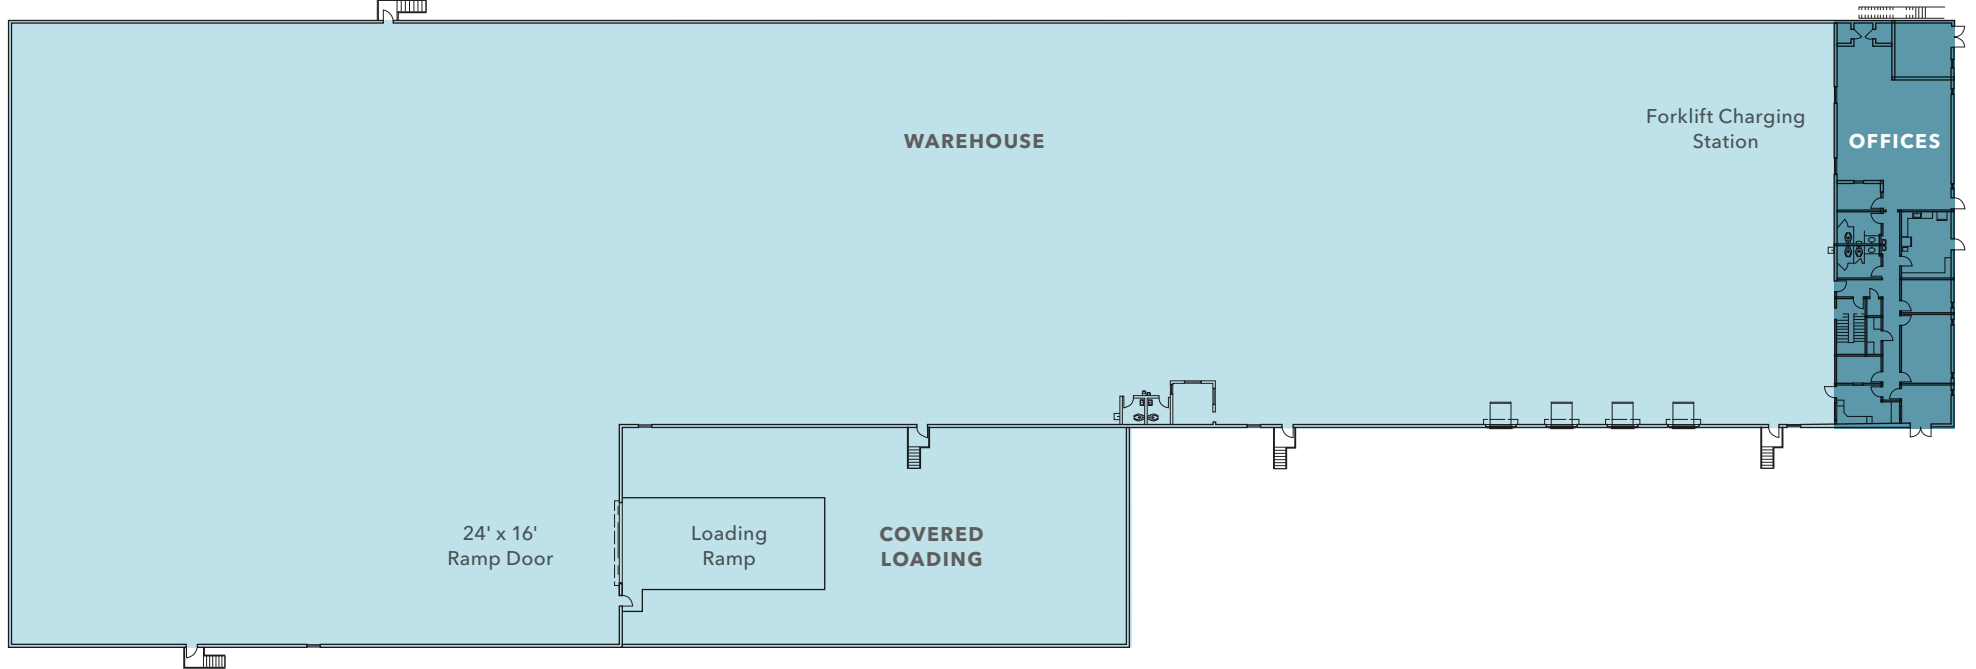 Forklift Charging
Station
WAREHOUSE
OFFICES
24' x 16'
Ramp Door
Loading
Ramp
COVERED
LOADING